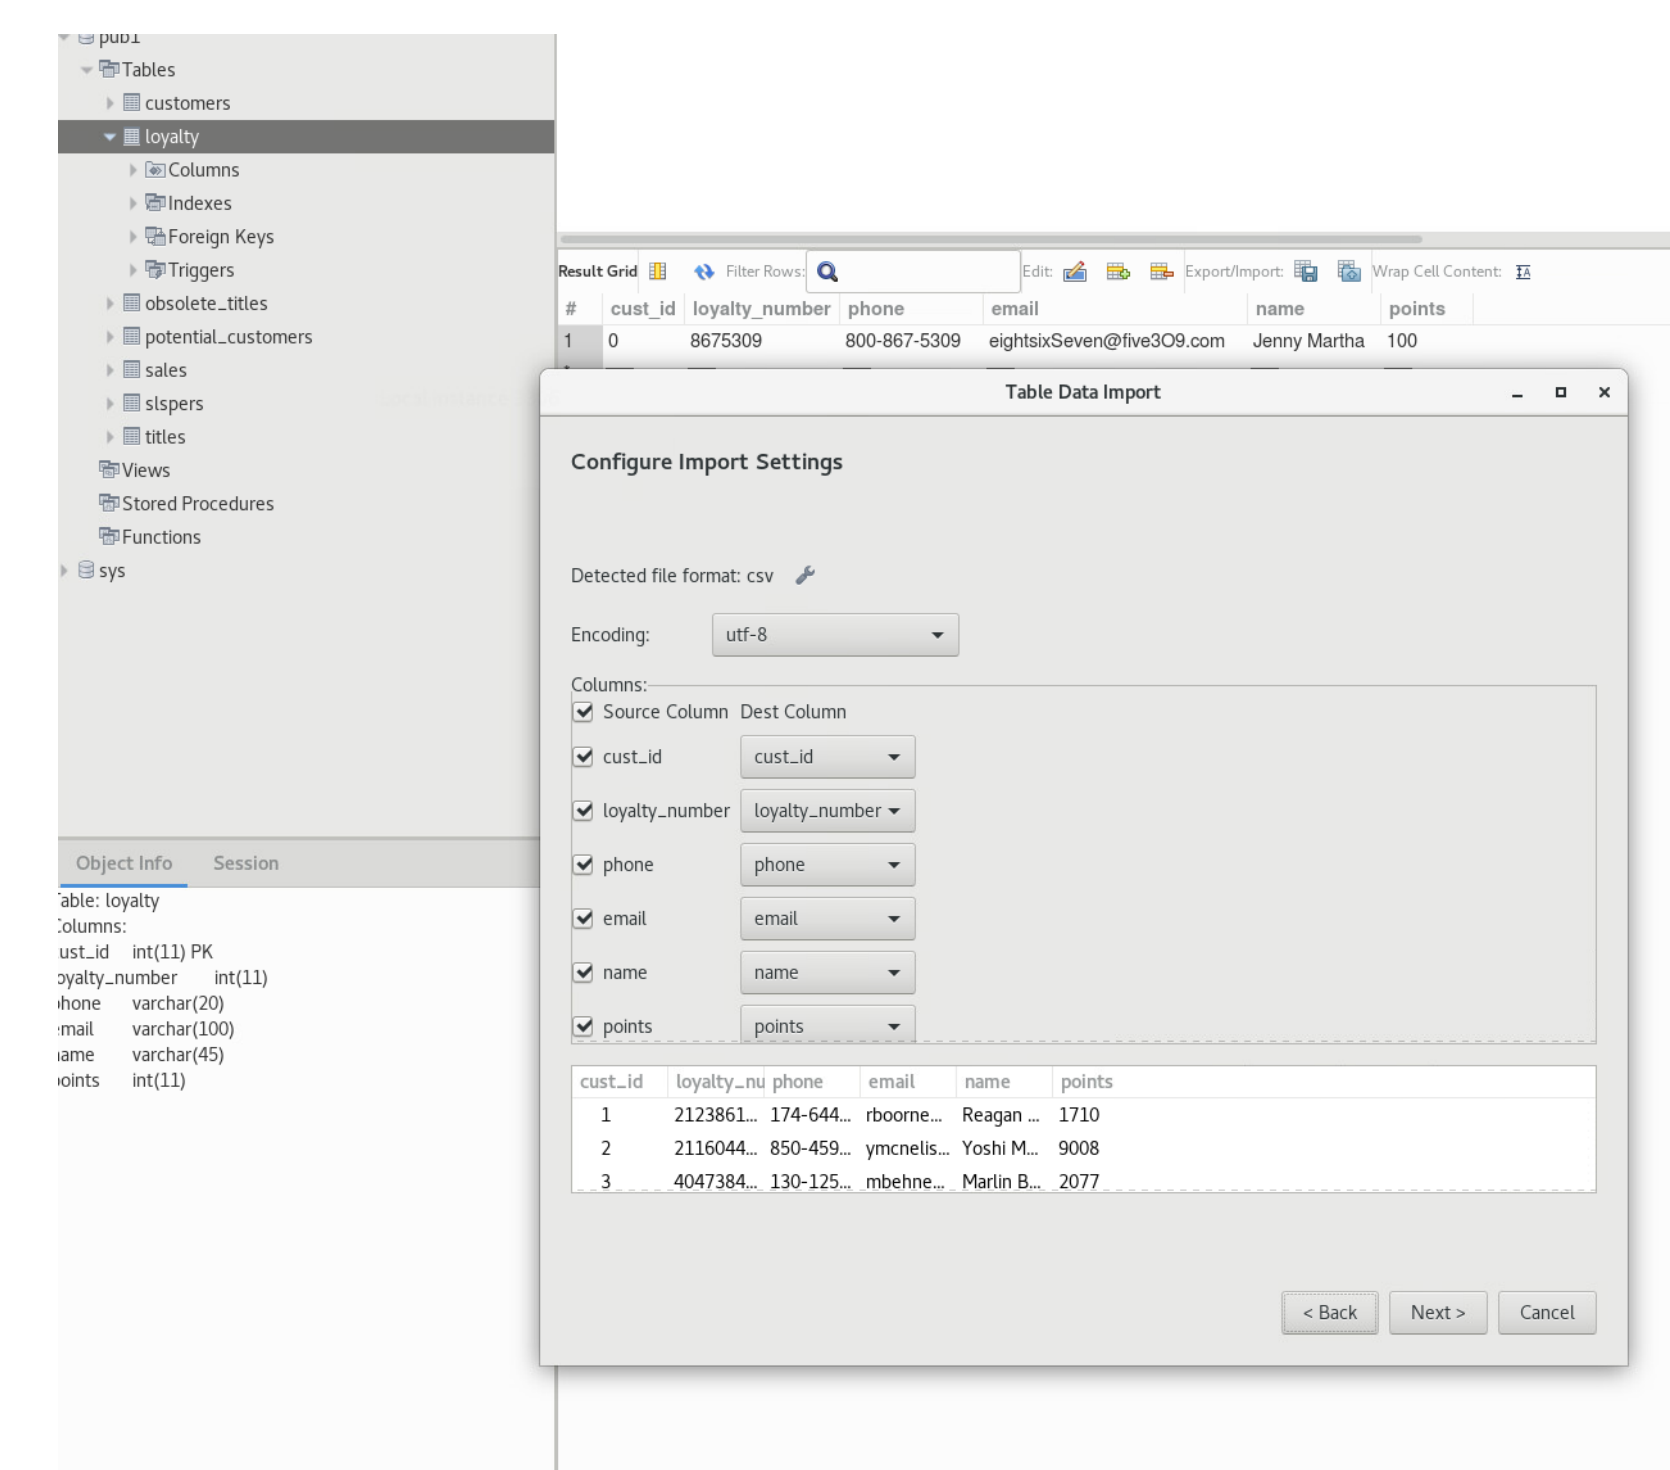 pub1
Tables
customers
loyalty
Columns
Indexes
Foreign Keys
Triggers
obsolete_titles
potential_customers
sales
slspers
titles
Views
Stored Procedures
Functions
sys
Object Info Session
able: loyalty
Columns:
ust_id int(11) PK
oyalty_number int(11)
hone varchar(20)
mail varchar(100)
ame varchar(45)
oints int(11)
Result Grid Filter Rows: Edit: Export/Import: Wrap Cell Content: IA
# cust_id loyalty_number phone email name points
1 0 8675309 800-867-5309 eightsixSeven@five3O9.com Jenny Martha 100
Table Data Import
Configure Import Settings
Detected file format: csv
Encoding: utf-8
Columns:
Source Column Dest Column
cust_id cust_id
loyalty_number loyalty_number
phone phone
email email
name name
points points
cust_id loyalty_nu phone email name points
1 2123861... 174-644... rboorne... Reagan ... 1710
2 2116044... 850-459... ymcnelis... Yoshi M... 9008
3 4047384... 130-125... mbehne... Marlin B... 2077
< Back Next > Cancel